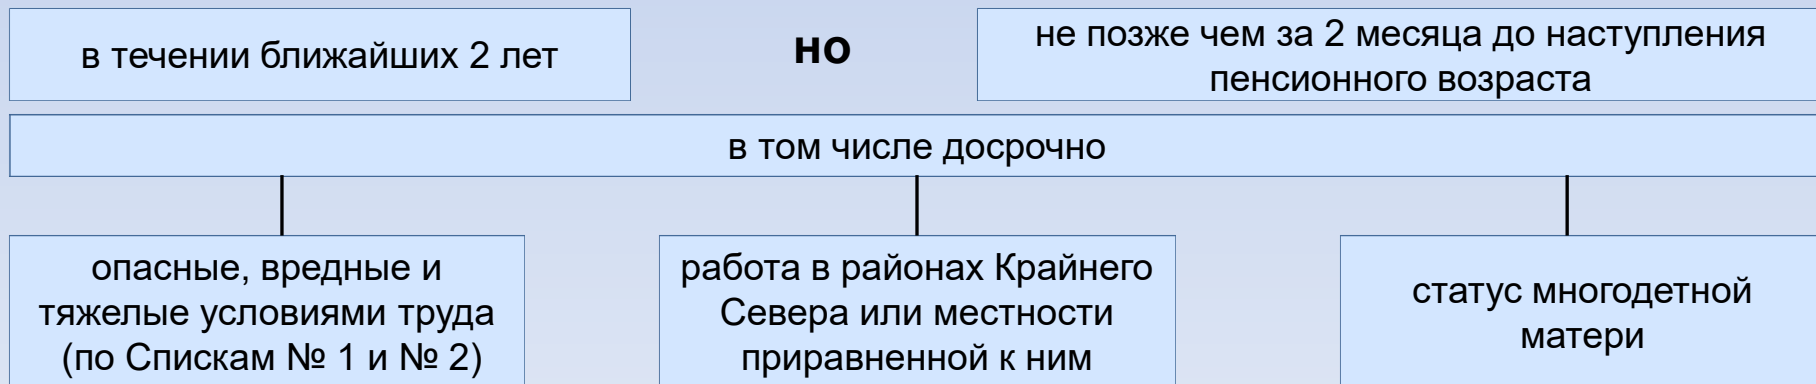 в течении ближайших 2 лет
но
не позже чем за 2 месяца до наступления
пенсионного возраста
в том числе досрочно
опасные, вредные и
тяжелые условиями труда
(по Спискам № 1 и № 2)
работа в районах Крайнего
Севера или местности
приравненной к ним
статус многодетной
матери